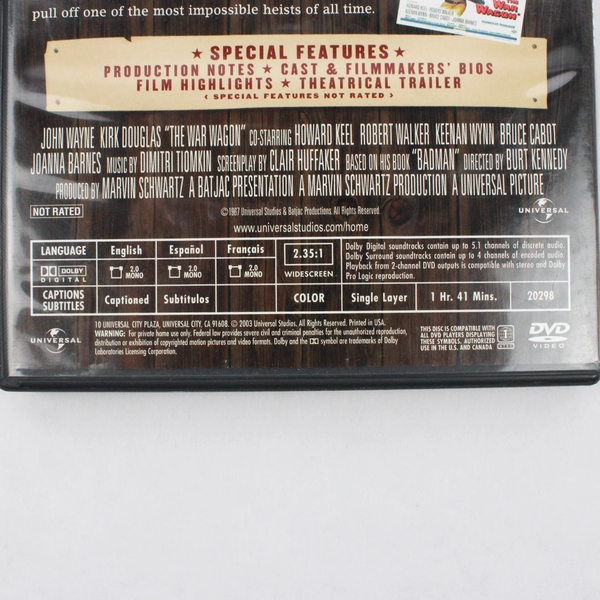 pull off one of the most impossible heists of all time.
THE WAR WAGON
★ SPECIAL FEATURES ★
PRODUCTION NOTES ★ CAST & FILMMAKERS' BIOS
FILM HIGHLIGHTS ★ THEATRICAL TRAILER
( SPECIAL FEATURES NOT RATED )
JOHN WAYNE KIRK DOUGLAS "THE WAR WAGON" CO-STARRING HOWARD KEEL ROBERT WALKER KEENAN WYNN BRUCE CABOT
JOANNA BARNES MUSIC BY DIMITRI TIOMKIN SCREENPLAY BY CLAIR HUFFAKER BASED ON HIS BOOK "BADMAN" DIRECTED BY BURT KENNEDY
PRODUCED BY MARVIN SCHWARTZ A BATJAC PRESENTATION A MARVIN SCHWARTZ PRODUCTION A UNIVERSAL PICTURE
NOT RATED
©1967 Universal Studios & Batjac Productions. All Rights Reserved.
www.universalstudios.com/home
UNIVERSAL
LANGUAGE English Español Français 2.35:1 WIDESCREEN
DOLBY DIGITAL 2.0 MONO 2.0 MONO 2.0 MONO
Dolby Digital soundtracks contain up to 5.1 channels of discrete audio.
Dolby Surround soundtracks contain up to 4 channels of encoded audio.
Playback from 2-channel DVD outputs is compatible with stereo and Dolby
Pro Logic reproduction.
CAPTIONS SUBTITLES Captioned Subtitulos COLOR Single Layer 1 Hr. 41 Mins. 20298
UNIVERSAL
10 UNIVERSAL CITY PLAZA, UNIVERSAL CITY, CA 91608. © 2003 Universal Studios. All Rights Reserved. Printed in USA.
WARNING: For private home use only. Federal law provides severe civil and criminal penalties for the unauthorized reproduction,
distribution or exhibition of copyrighted motion pictures and video formats. Dolby and the DD symbol are trademarks of Dolby
Laboratories Licensing Corporation.
THIS DISC IS COMPATIBLE WITH
ALL DVD PLAYERS DISPLAYING
THESE SYMBOLS. AUTHORIZED
USE IN THE U.S. AND CANADA
1
NTSC
DVD
VIDEO